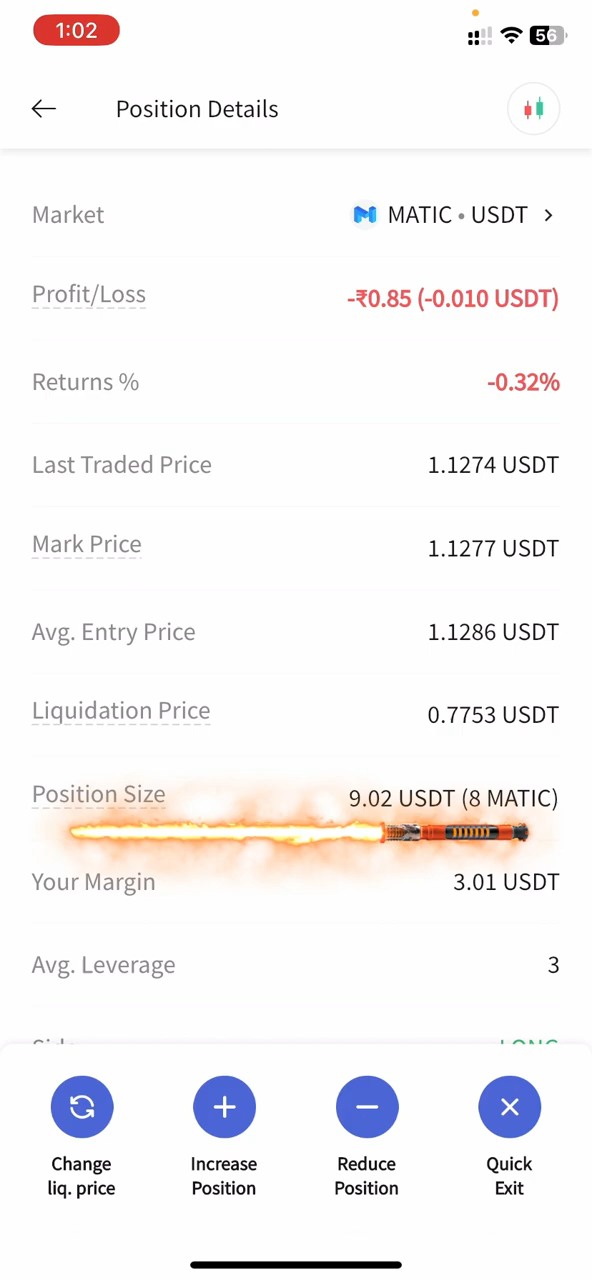 1:02
56
Position Details
Market MATIC • USDT
Profit/Loss -₹0.85 (-0.010 USDT)
Returns % -0.32%
Last Traded Price 1.1274 USDT
Mark Price 1.1277 USDT
Avg. Entry Price 1.1286 USDT
Liquidation Price 0.7753 USDT
Position Size 9.02 USDT (8 MATIC)
Your Margin 3.01 USDT
Avg. Leverage 3
Side LONG
Change
liq. price
Increase
Position
Reduce
Position
Quick
Exit